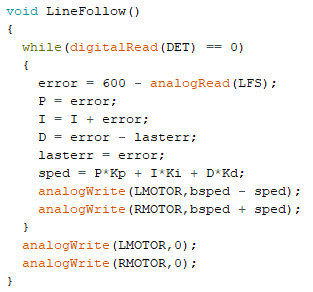 void LineFollow()
{
  while(digitalRead(DET) == 0)
  {
    error = 600 - analogRead(LFS);
    P = error;
    I = I + error;
    D = error - lasterr;
    lasterr = error;
    sped = P*Kp + I*Ki + D*Kd;
    analogWrite(LMOTOR,bsped - sped);
    analogWrite(RMOTOR,bsped + sped);
  }
  analogWrite(LMOTOR,0);
  analogWrite(RMOTOR,0);
}